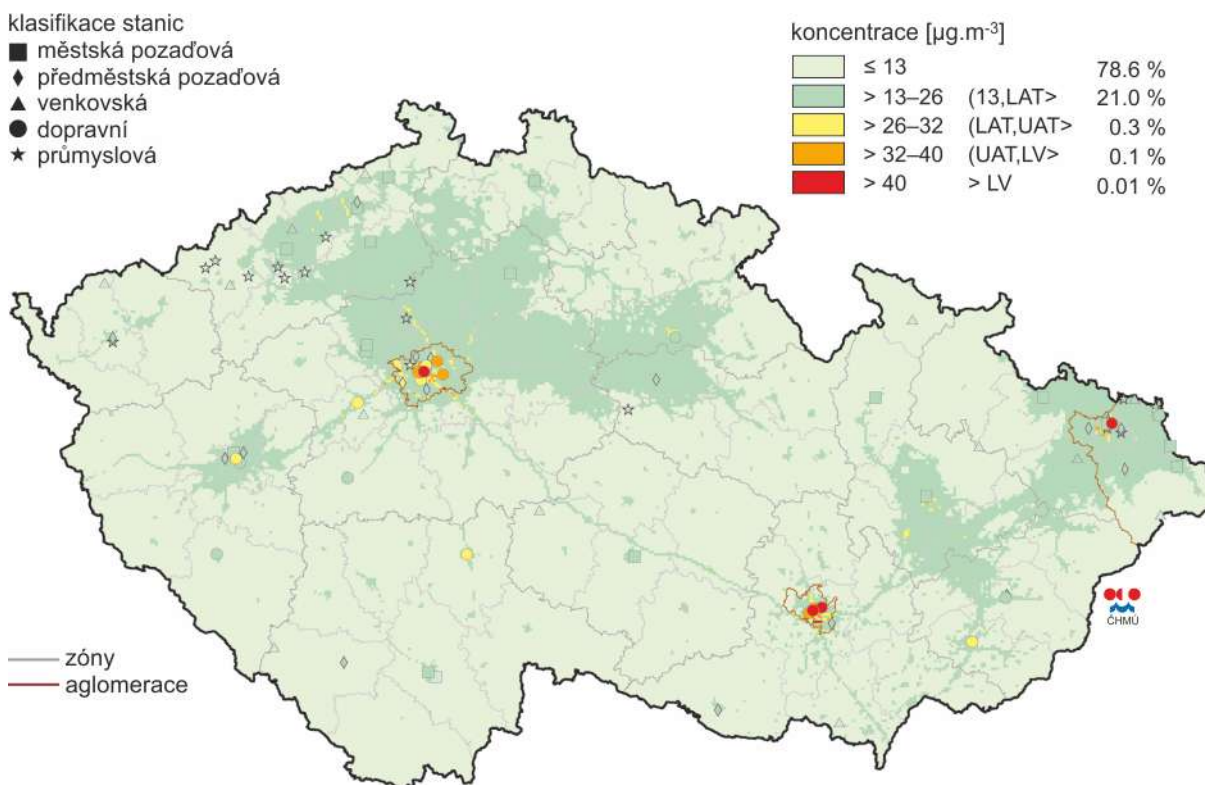 klasifikace stanic
městská pozaďová
předměstská pozaďová
venkovská
dopravní
průmyslová
koncentrace [µg.m-³]
≤ 13 78.6 %
> 13–26 (13,LAT> 21.0 %
> 26–32 (LAT,UAT> 0.3 %
> 32–40 (UAT,LV> 0.1 %
> 40 > LV 0.01 %
ČHMÚ
zóny
aglomerace